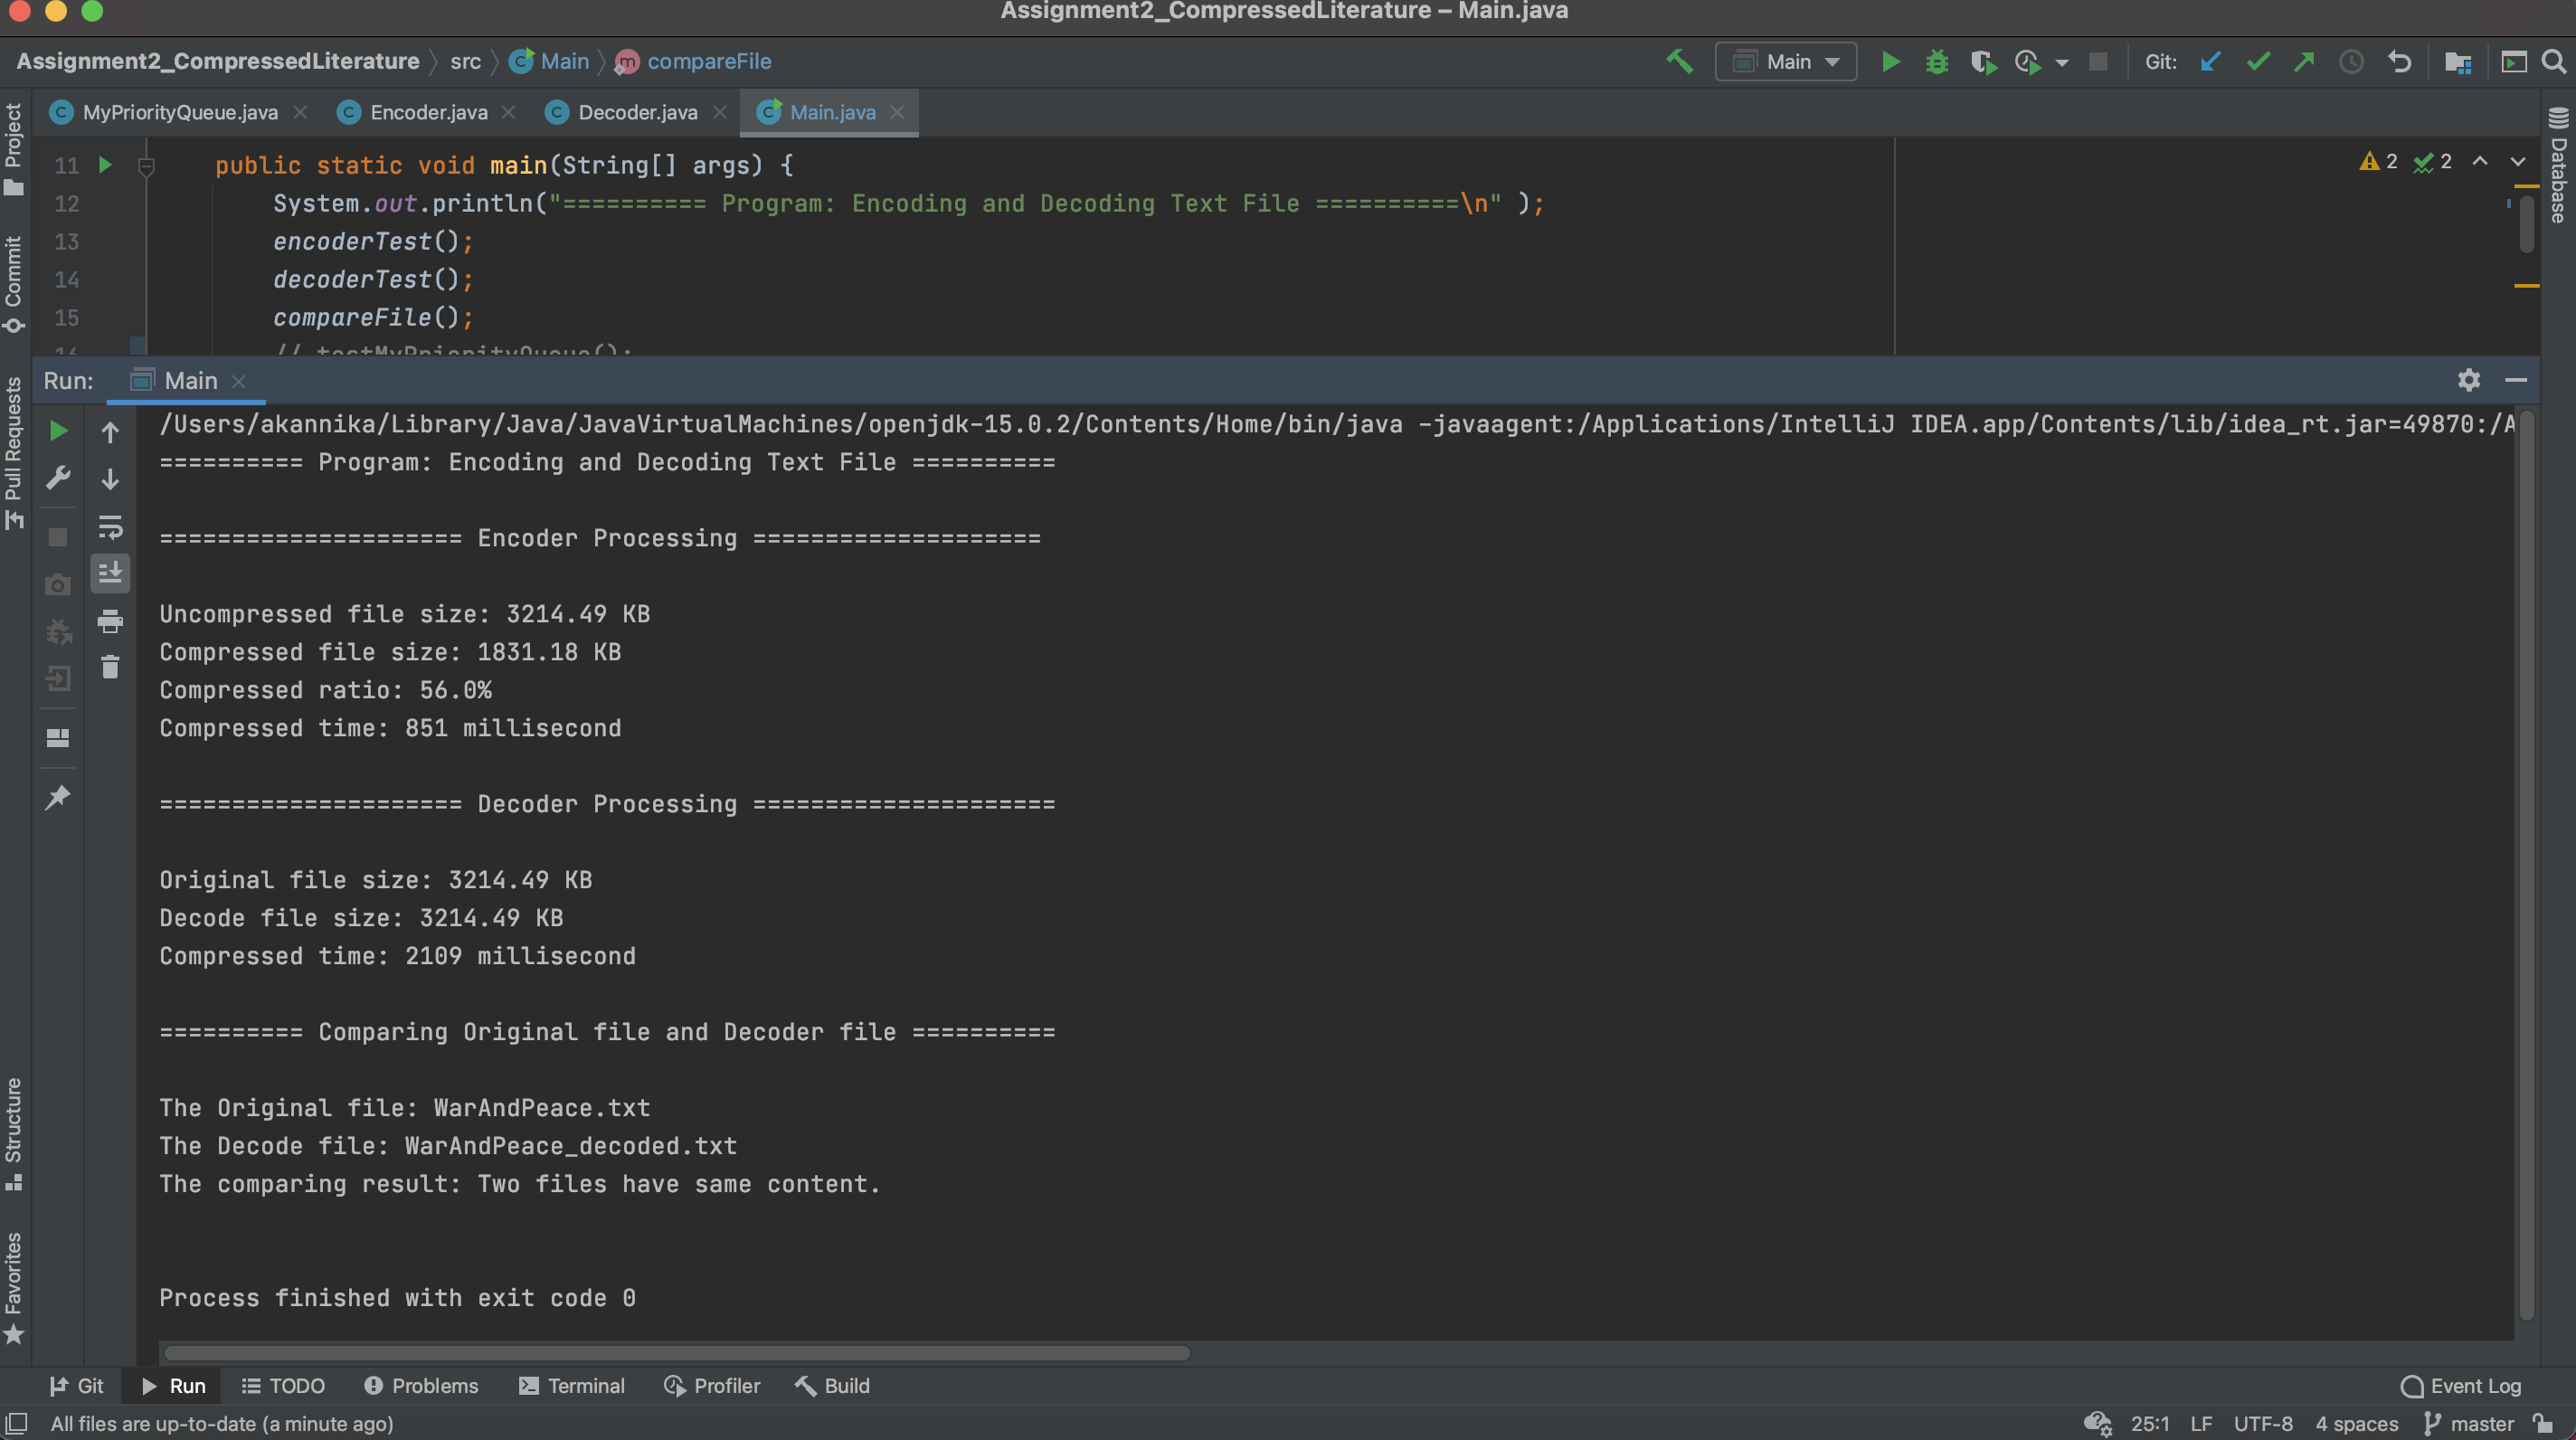 Assignment2_CompressedLiterature – Main.java
Assignment2_CompressedLiterature src Main m compareFile Main Git:
C MyPriorityQueue.java C Encoder.java C Decoder.java C Main.java
Project
Commit
Pull Requests
Structure
Favorites
Database
2 2
11 public static void main(String[] args) {
12 System.out.println("========== Program: Encoding and Decoding Text File ==========\n" );
13 encoderTest();
14 decoderTest();
15 compareFile();
16 // testMyPriorityQueue();
Run: Main
/Users/akannika/Library/Java/JavaVirtualMachines/openjdk-15.0.2/Contents/Home/bin/java -javaagent:/Applications/IntelliJ IDEA.app/Contents/lib/idea_rt.jar=49870:/A
========== Program: Encoding and Decoding Text File ==========
===================== Encoder Processing ====================
Uncompressed file size: 3214.49 KB
Compressed file size: 1831.18 KB
Compressed ratio: 56.0%
Compressed time: 851 millisecond
===================== Decoder Processing =====================
Original file size: 3214.49 KB
Decode file size: 3214.49 KB
Compressed time: 2109 millisecond
========== Comparing Original file and Decoder file ==========
The Original file: WarAndPeace.txt
The Decode file: WarAndPeace_decoded.txt
The comparing result: Two files have same content.
Process finished with exit code 0
Git Run TODO Problems Terminal Profiler Build Event Log
All files are up-to-date (a minute ago) 25:1 LF UTF-8 4 spaces master